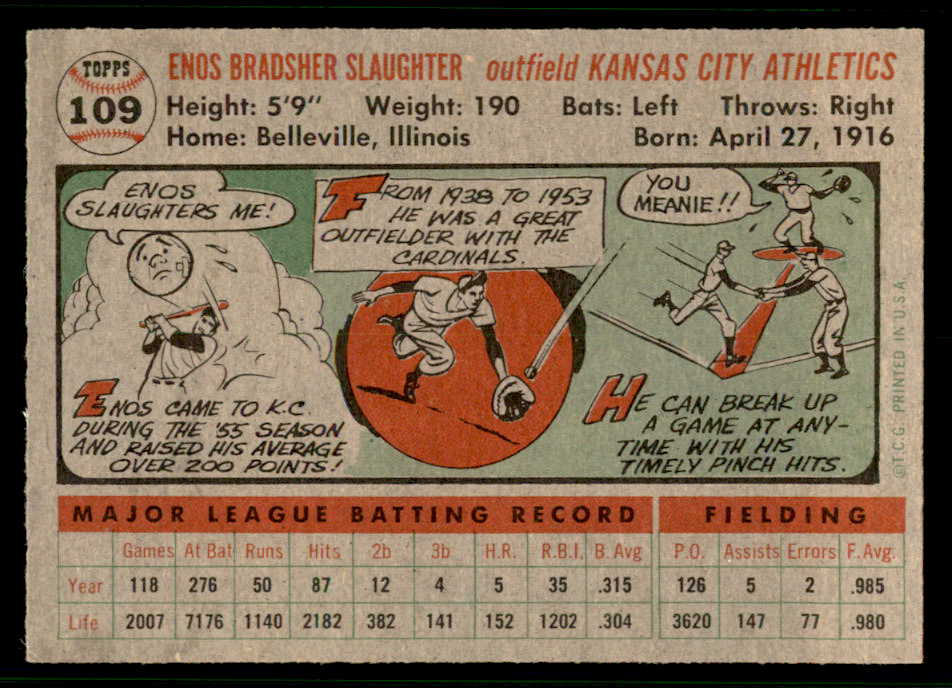 TOPPS
109
ENOS BRADSHER SLAUGHTER outfield KANSAS CITY ATHLETICS
Height: 5'9" Weight: 190 Bats: Left Throws: Right
Home: Belleville, Illinois Born: April 27, 1916
ENOS
SLAUGHTERS ME!
ENOS CAME TO K.C.
DURING THE '55 SEASON
AND RAISED HIS AVERAGE
OVER 200 POINTS!
FROM 1938 TO 1953
HE WAS A GREAT
OUTFIELDER WITH THE
CARDINALS.
YOU
MEANIE!!
HE CAN BREAK UP
A GAME AT ANY-
TIME WITH HIS
TIMELY PINCH HITS.
©T.C.G. PRINTED IN U.S.A.
MAJOR LEAGUE BATTING RECORD FIELDING
Games At Bat Runs Hits 2b 3b H.R. R.B.I. B. Avg P.O. Assists Errors F. Avg.
Year 118 276 50 87 12 4 5 35 .315 126 5 2 .985
Life 2007 7176 1140 2182 382 141 152 1202 .304 3620 147 77 .980